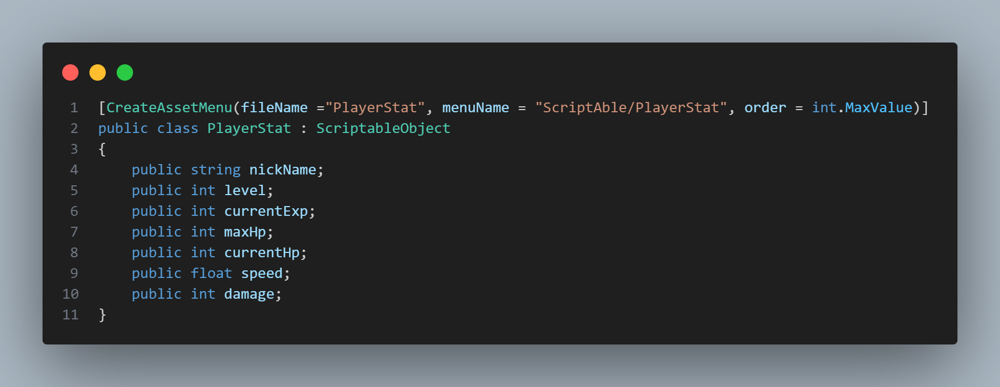 1 [CreateAssetMenu(fileName ="PlayerStat", menuName = "ScriptAble/PlayerStat", order = int.MaxValue)]
2 public class PlayerStat : ScriptableObject
3 {
4     public string nickName;
5     public int level;
6     public int currentExp;
7     public int maxHp;
8     public int currentHp;
9     public float speed;
10     public int damage;
11 }